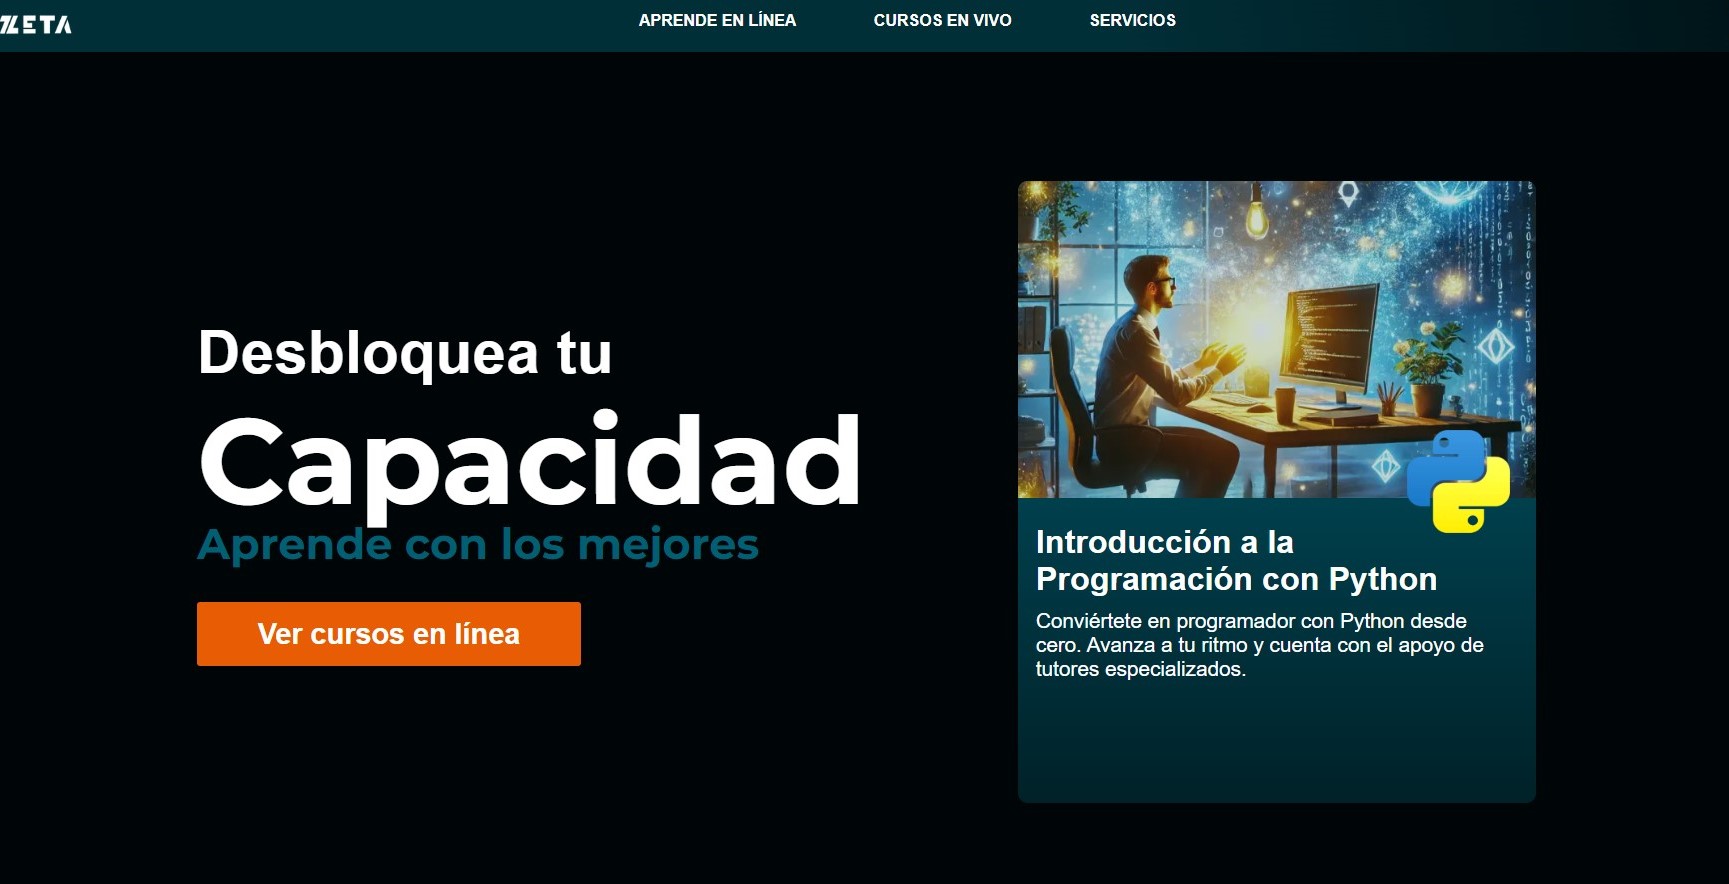 ZETA
APRENDE EN LÍNEA
CURSOS EN VIVO
SERVICIOS
Desbloquea tu
Capacidad
Aprende con los mejores
Ver cursos en línea
Introducción a la
Programación con Python
Conviértete en programador con Python desde
cero. Avanza a tu ritmo y cuenta con el apoyo de
tutores especializados.